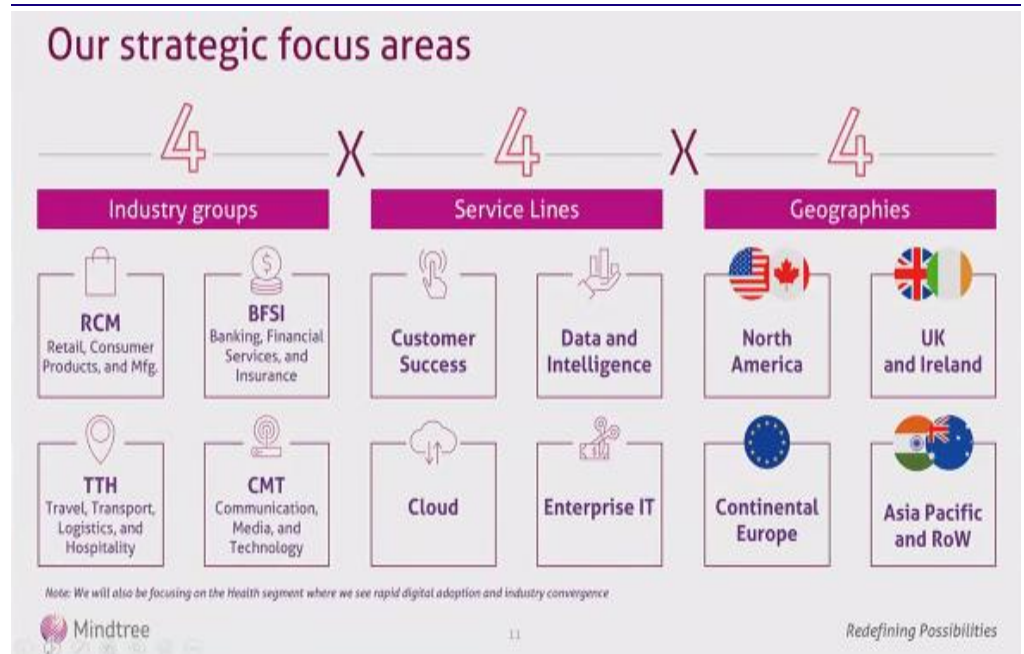 Our strategic focus areas
4 X 4 X 4
Industry groups
Service Lines
Geographies
RCM
Retail, Consumer
Products, and Mfg.
BFSI
Banking, Financial
Services, and
Insurance
Customer
Success
Data and
Intelligence
North
America
UK
and Ireland
TTH
Travel, Transport,
Logistics, and
Hospitality
CMT
Communication,
Media, and
Technology
Cloud
Enterprise IT
Continental
Europe
Asia Pacific
and RoW
Note: We will also be focusing on the Health segment where we see rapid digital adoption and industry convergence
Mindtree
11
Redefining Possibilities